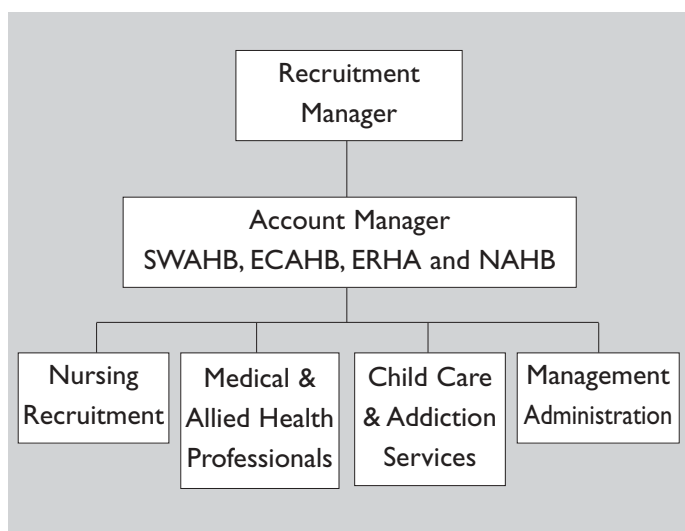 Recruitment
Manager
Account Manager
SWAHB, ECAHB, ERHA and NAHB
Nursing
Recruitment
Medical &
Allied Health
Professionals
Child Care
& Addiction
Services
Management
Administration